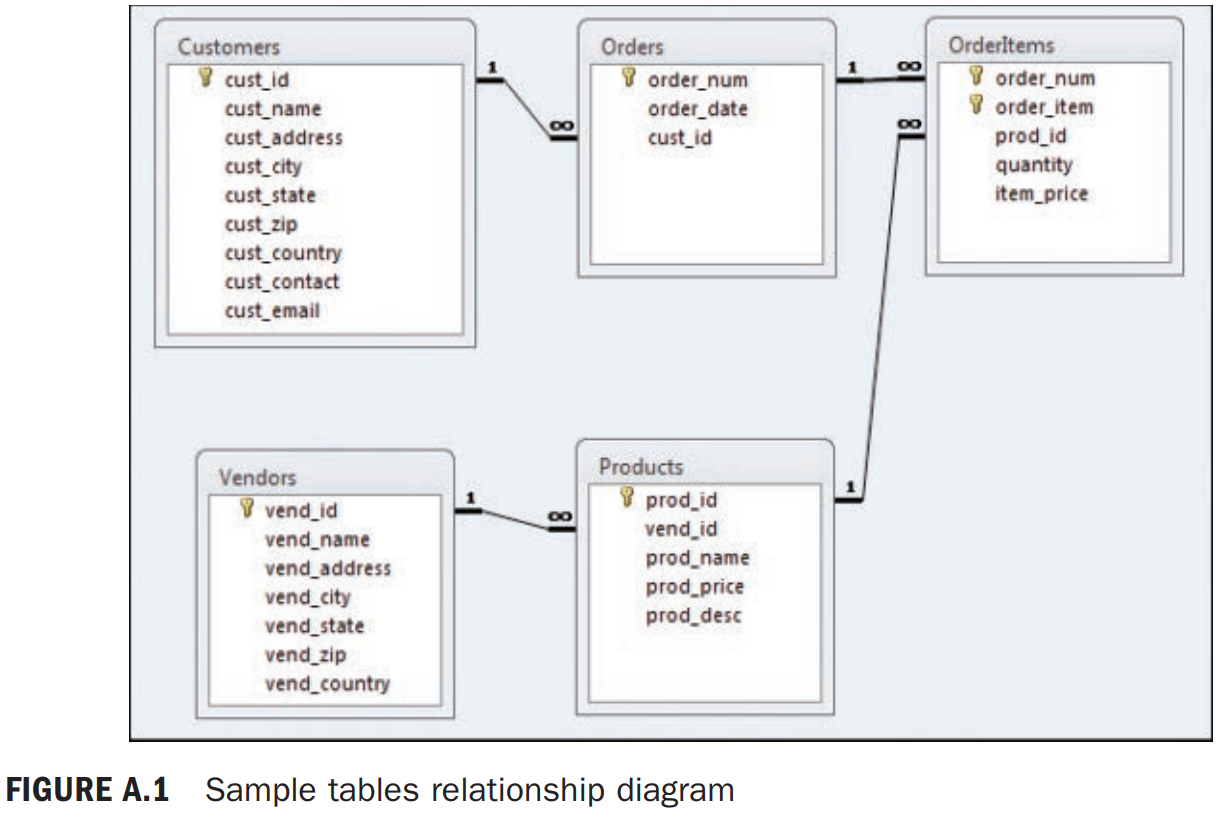 Customers
cust_id
cust_name
cust_address
cust_city
cust_state
cust_zip
cust_country
cust_contact
cust_email
1
∞
Orders
order_num
order_date
cust_id
1
∞
OrderItems
order_num
order_item
prod_id
quantity
item_price
∞
Vendors
vend_id
vend_name
vend_address
vend_city
vend_state
vend_zip
vend_country
1
∞
Products
prod_id
vend_id
prod_name
prod_price
prod_desc
1
FIGURE A.1 Sample tables relationship diagram